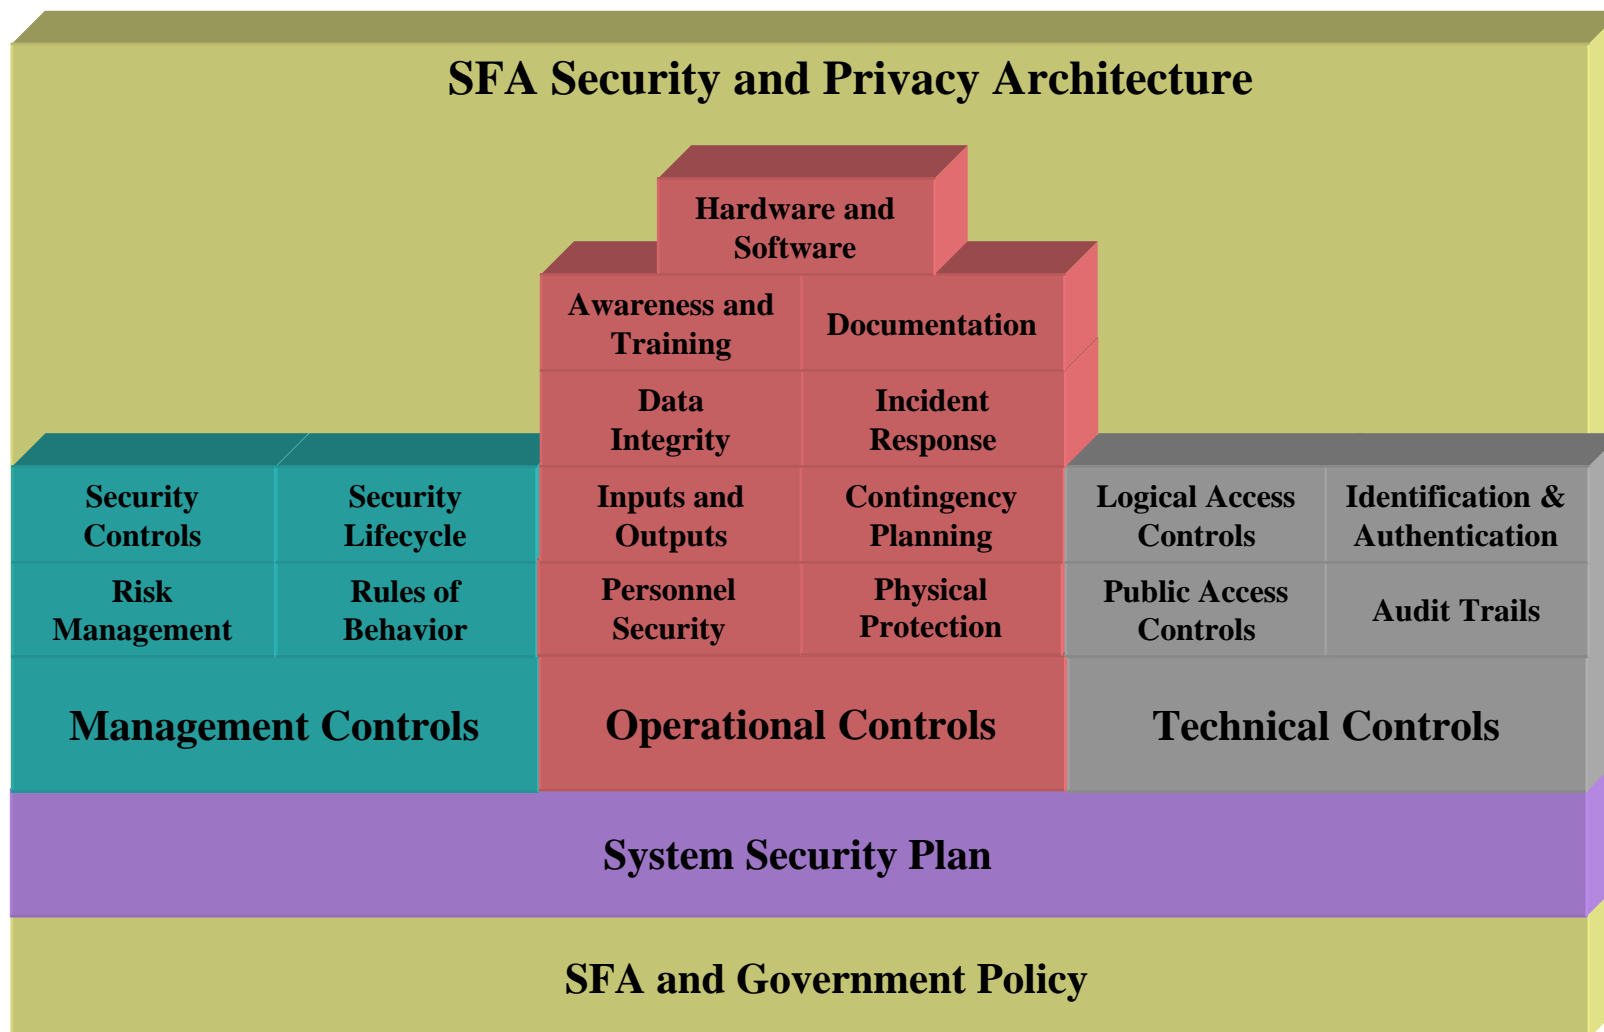 SFA Security and Privacy Architecture
Hardware and
Software
Awareness and
Training
Documentation
Data
Integrity
Incident
Response
Security
Controls
Security
Lifecycle
Inputs and
Outputs
Contingency
Planning
Logical Access
Controls
Identification &
Authentication
Risk
Management
Rules of
Behavior
Personnel
Security
Physical
Protection
Public Access
Controls
Audit Trails
Management Controls
Operational Controls
Technical Controls
System Security Plan
SFA and Government Policy